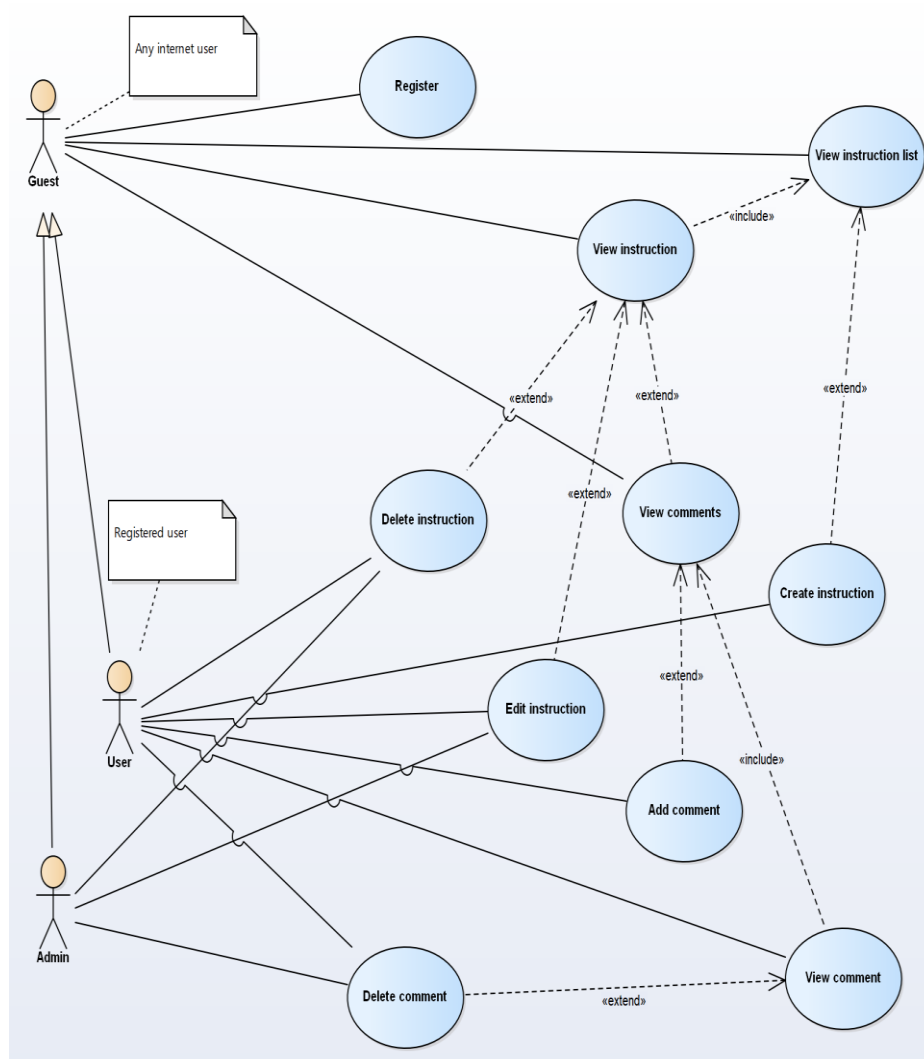 Any internet user
Register
Guest
View instruction list
«include»
View instruction
«extend»
«extend»
«extend»
«extend»
Delete instruction
View comments
Registered user
Create instruction
«extend»
Edit instruction
User
«include»
Add comment
Admin
View comment
Delete comment
«extend»